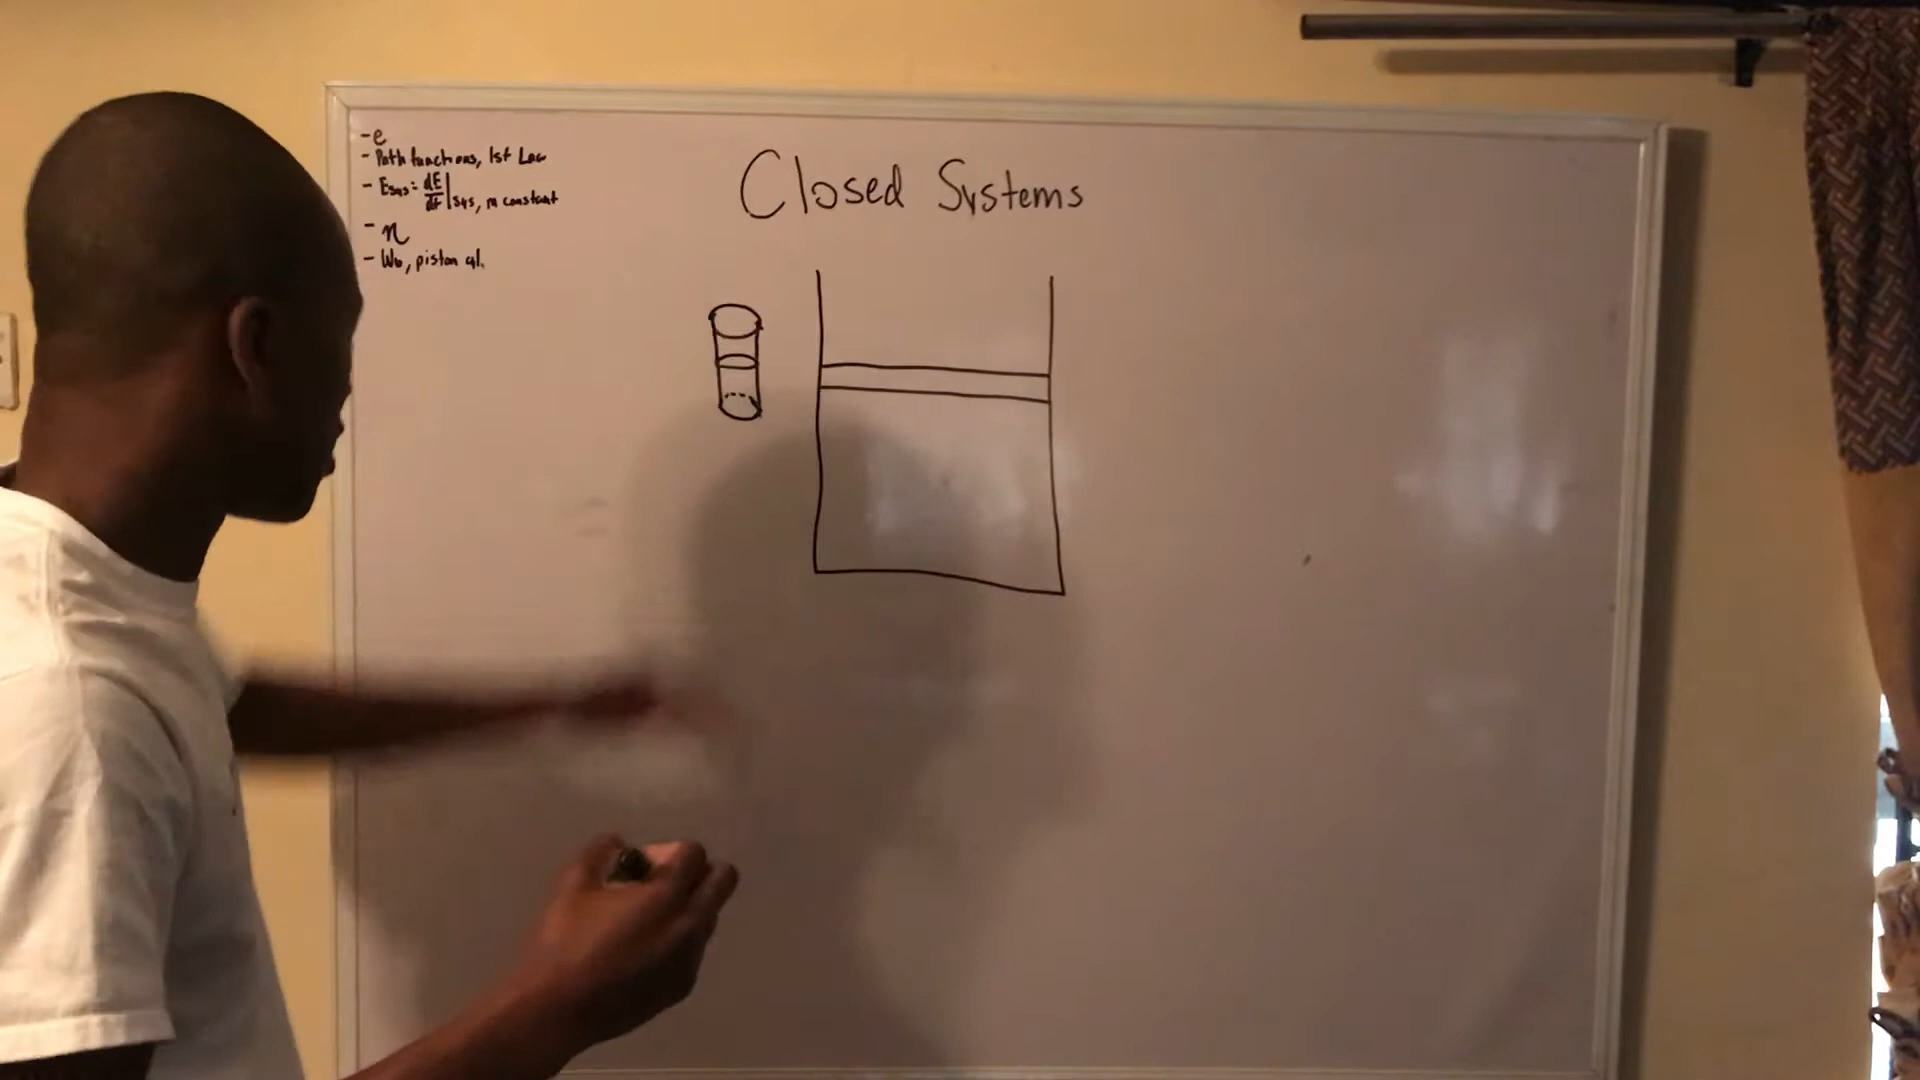 -e
- Path functions, 1st Law
- Esys = dE/dt|sys, m constant
- n
- Wb, piston cyl.
Closed Systems